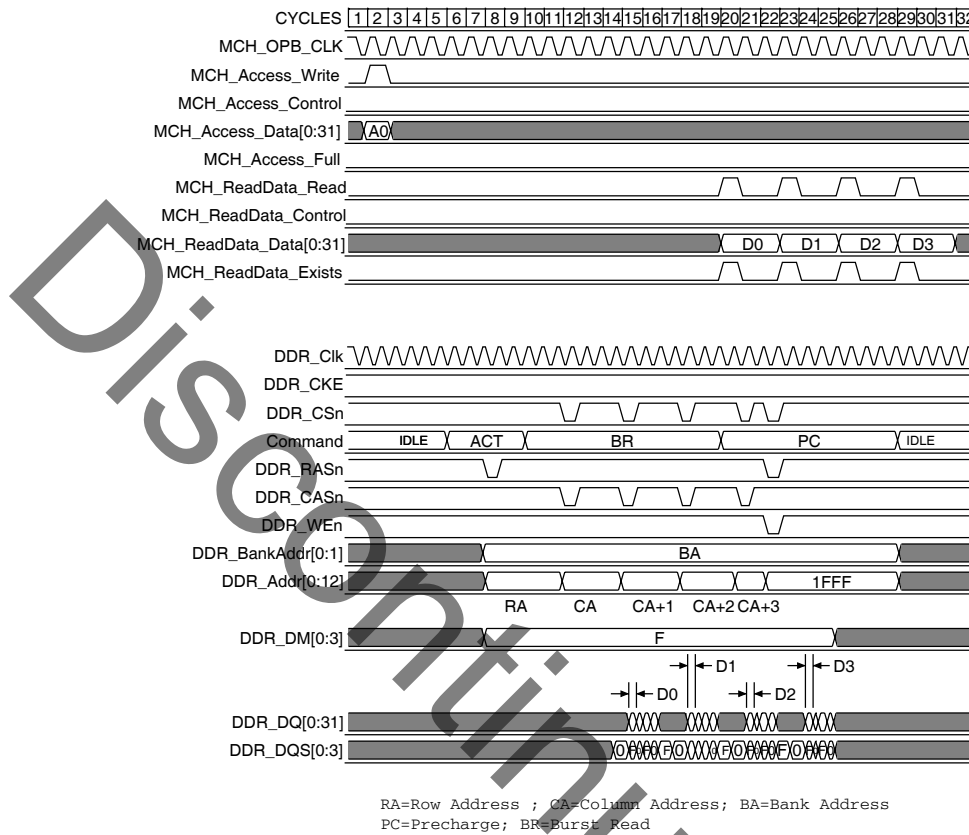 CYCLES 1 2 3 4 5 6 7 8 9 10 11 12 13 14 15 16 17 18 19 20 21 22 23 24 25 26 27 28 29 30 31 32
MCH_OPB_CLK
MCH_Access_Write
MCH_Access_Control
MCH_Access_Data[0:31] A0
MCH_Access_Full
MCH_ReadData_Read
MCH_ReadData_Control
MCH_ReadData_Data[0:31] D0 D1 D2 D3
MCH_ReadData_Exists
DDR_Clk
DDR_CKE
DDR_CSn
Command IDLE ACT BR PC IDLE
DDR_RASn
DDR_CASn
DDR_WEn
DDR_BankAddr[0:1] BA
DDR_Addr[0:12] 1FFF
RA CA CA+1 CA+2 CA+3
DDR_DM[0:3] F
D1 D3
D0 D2
DDR_DQ[0:31]
DDR_DQS[0:3]
RA=Row Address ; CA=Column Address; BA=Bank Address
PC=Precharge; BR=Burst Read